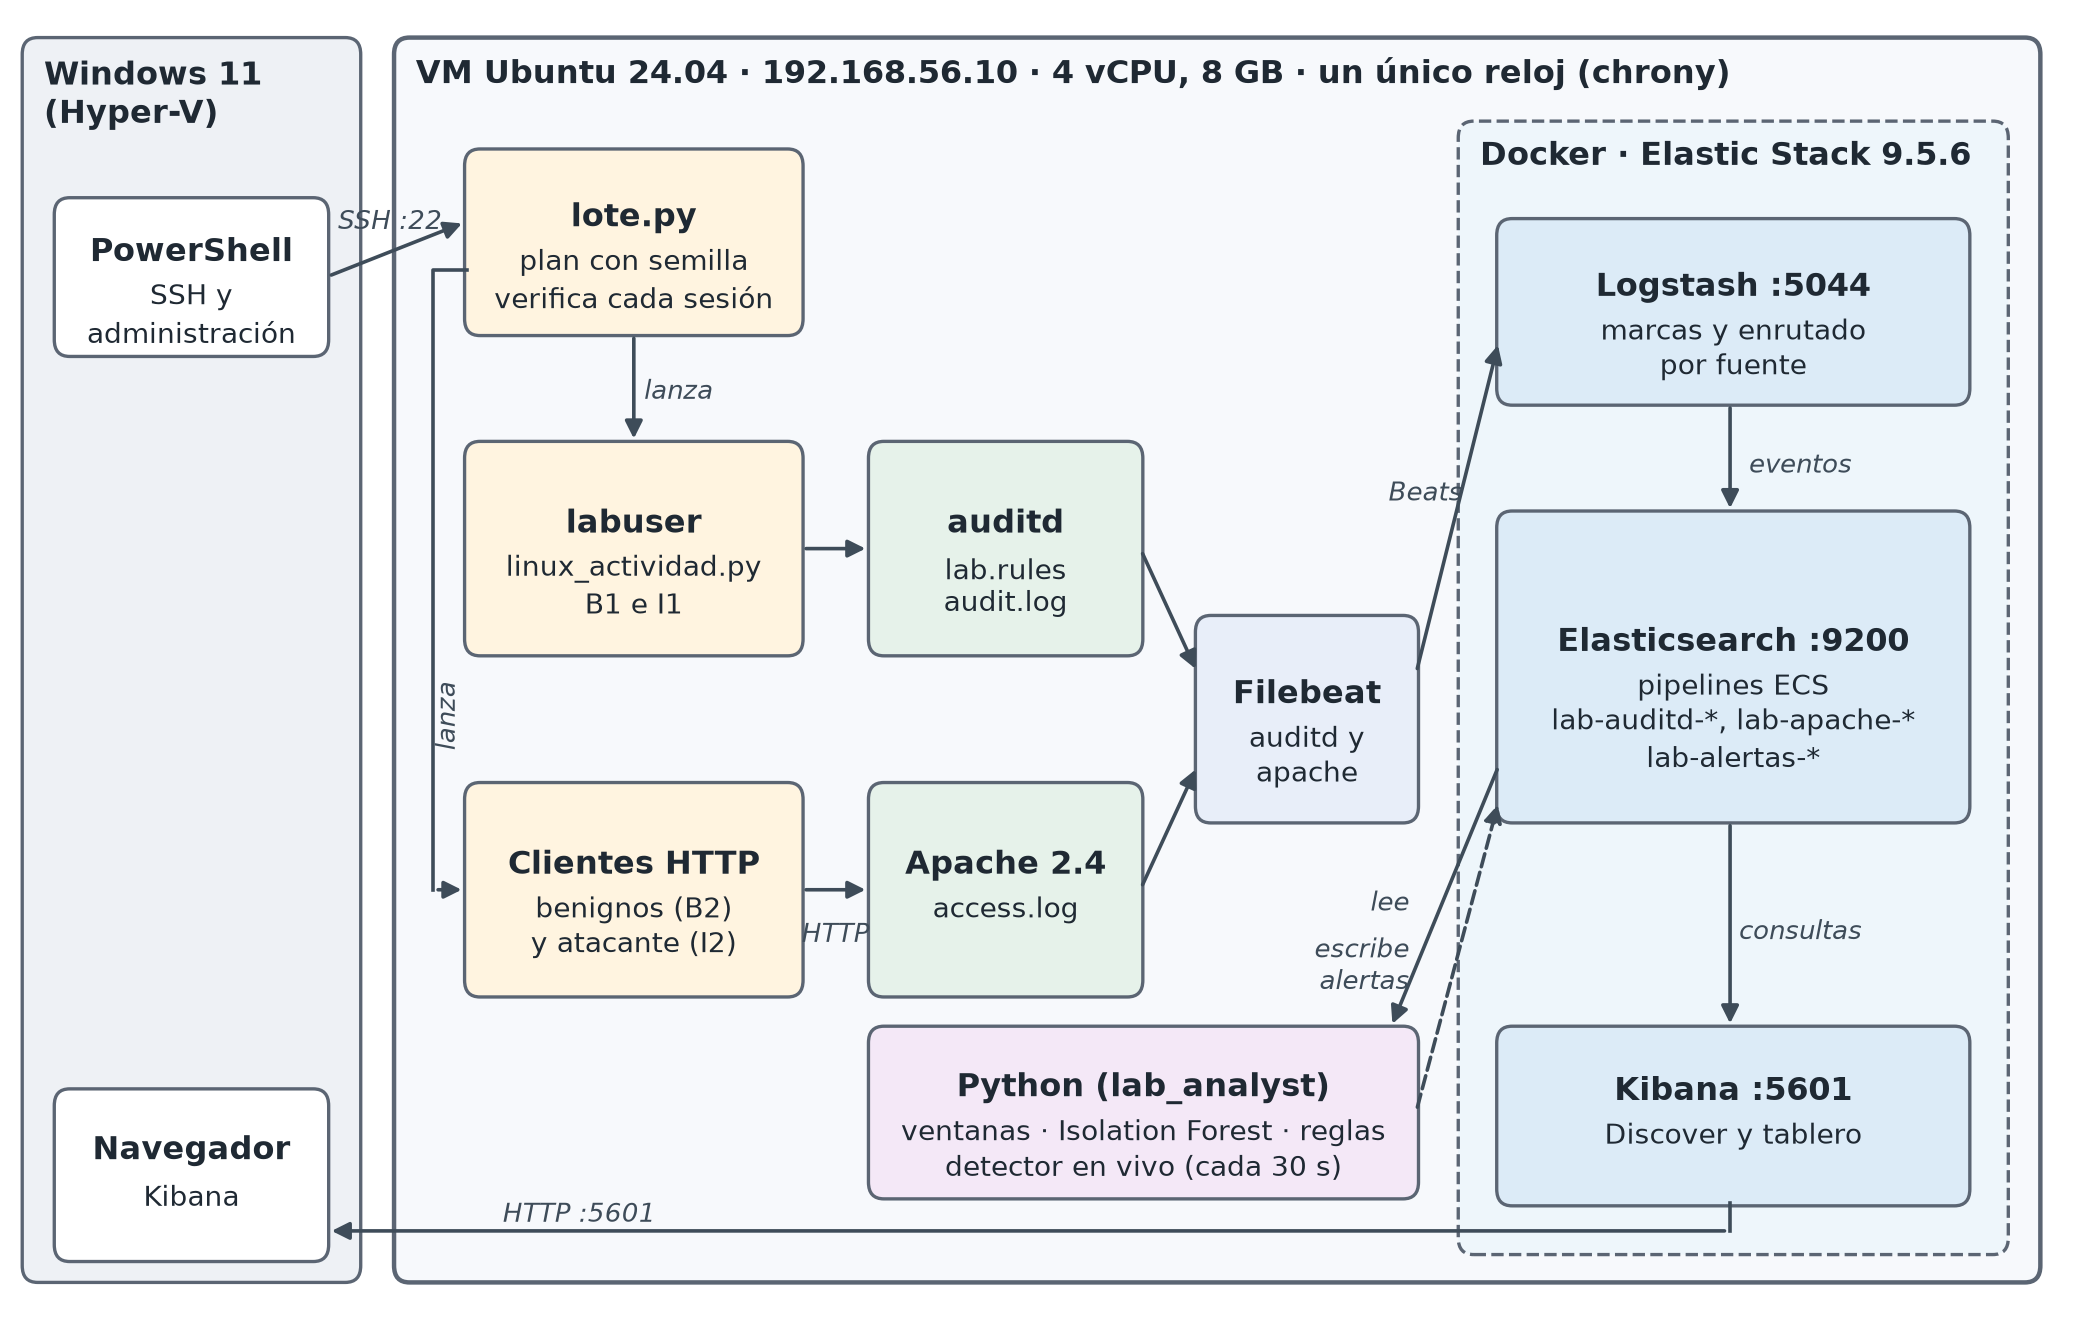 Windows 11
(Hyper-V)
PowerShell
SSH y
administración
Navegador
Kibana
SSH :22
VM Ubuntu 24.04 · 192.168.56.10 · 4 vCPU, 8 GB · un único reloj (chrony)
lote.py
plan con semilla
verifica cada sesión
lanza
labuser
linux_actividad.py
B1 e I1
lanza
Clientes HTTP
benignos (B2)
y atacante (I2)
HTTP
auditd
lab.rules
audit.log
Apache 2.4
access.log
Filebeat
auditd y
apache
Beats
lee
escribe
alertas
Python (lab_analyst)
ventanas · Isolation Forest · reglas
detector en vivo (cada 30 s)
HTTP :5601
Docker · Elastic Stack 9.5.6
Logstash :5044
marcas y enrutado
por fuente
eventos
Elasticsearch :9200
pipelines ECS
lab-auditd-*, lab-apache-*
lab-alertas-*
consultas
Kibana :5601
Discover y tablero